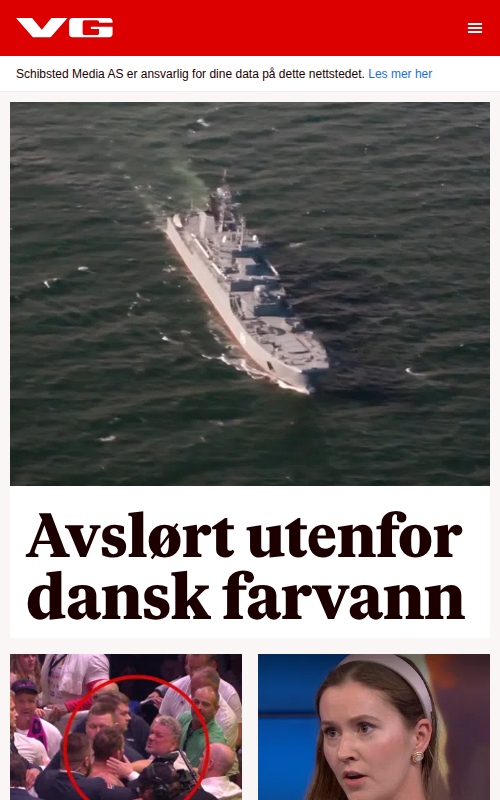 VG
Schibsted Media AS er ansvarlig for dine data på dette nettstedet. Les mer her
Avslørt utenfor
dansk farvann